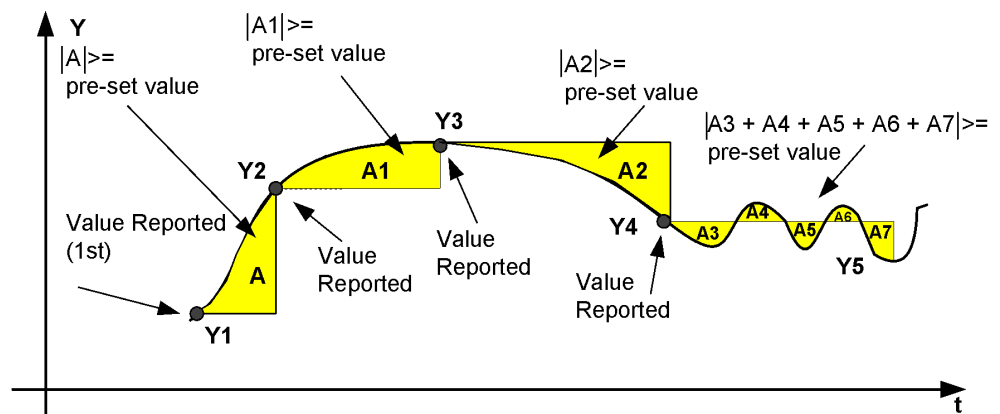 Y
|A|>=
pre-set value
|A1|>=
pre-set value
|A2|>=
pre-set value
|A3 + A4 + A5 + A6 + A7|>=
pre-set value
Y3
Y2
A1
A2
Value Reported
(1st)
A
Y4
A3
A4
A5
A6
A7
Value
Reported
Value
Reported
Value
Reported
Y5
Y1
t